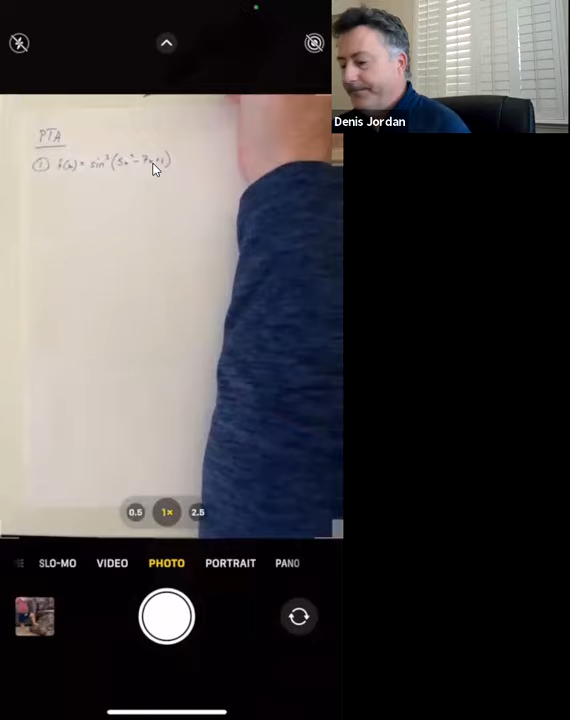 Denis Jordan
PTA
① f(x) = sin³(5x² - 7x+1)
0.5 1× 2.5
SLO-MO VIDEO PHOTO PORTRAIT PANO